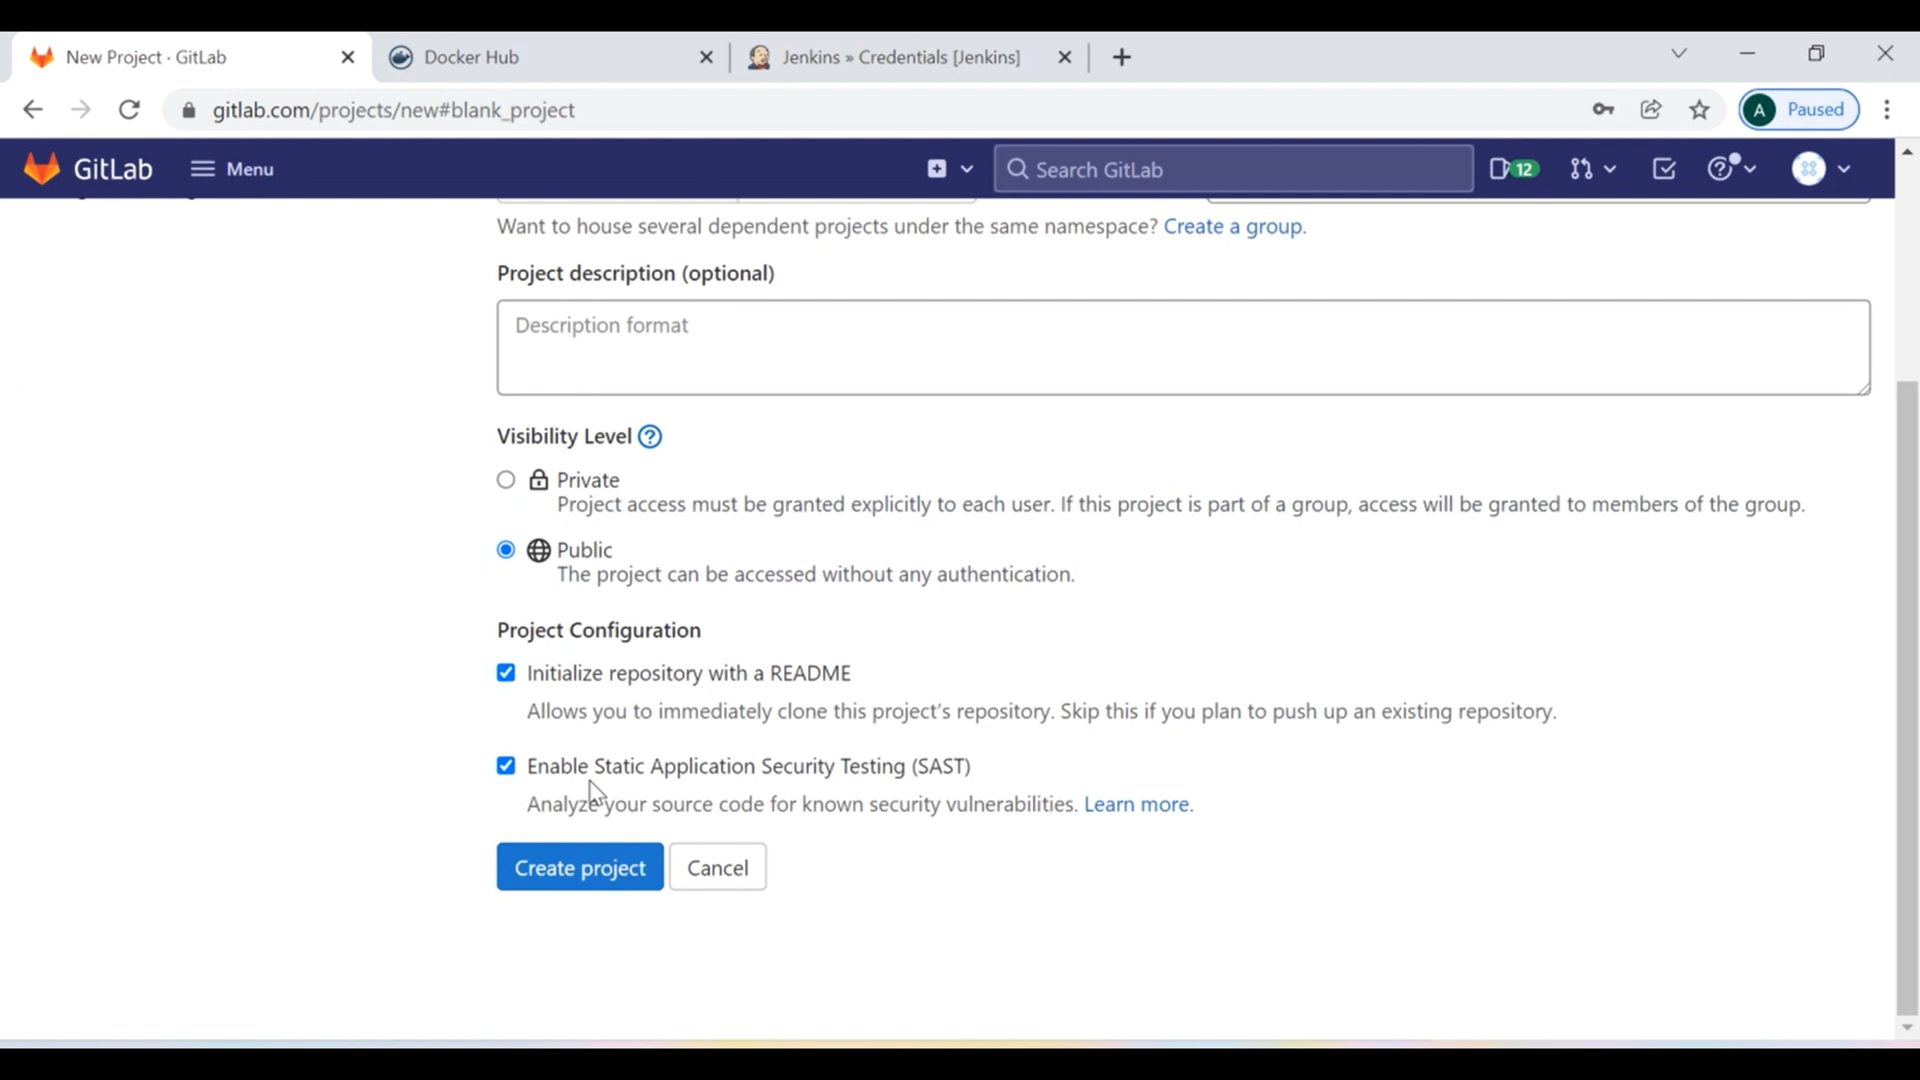 New Project · GitLab
Docker Hub
Jenkins » Credentials [Jenkins]
gitlab.com/projects/new#blank_project
A
Paused
GitLab
Menu
Search GitLab
12
Want to house several dependent projects under the same namespace? Create a group.
Project description (optional)
Description format
Visibility Level
Private
Project access must be granted explicitly to each user. If this project is part of a group, access will be granted to members of the group.
Public
The project can be accessed without any authentication.
Project Configuration
Initialize repository with a README
Allows you to immediately clone this project's repository. Skip this if you plan to push up an existing repository.
Enable Static Application Security Testing (SAST)
Analyze your source code for known security vulnerabilities. Learn more.
Create project
Cancel